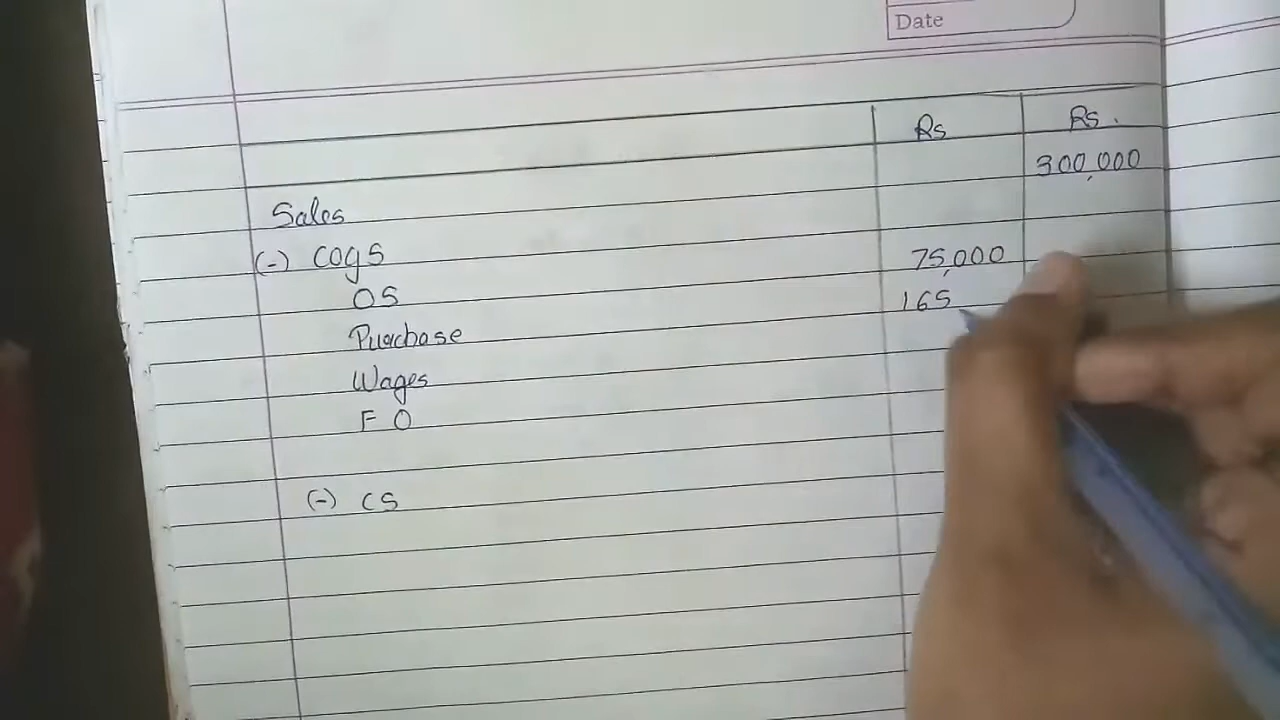 Date
Rs Rs.
Sales 300,000
(-) COGS
OS 75,000
Purchase 165
Wages
F O
(-) CS